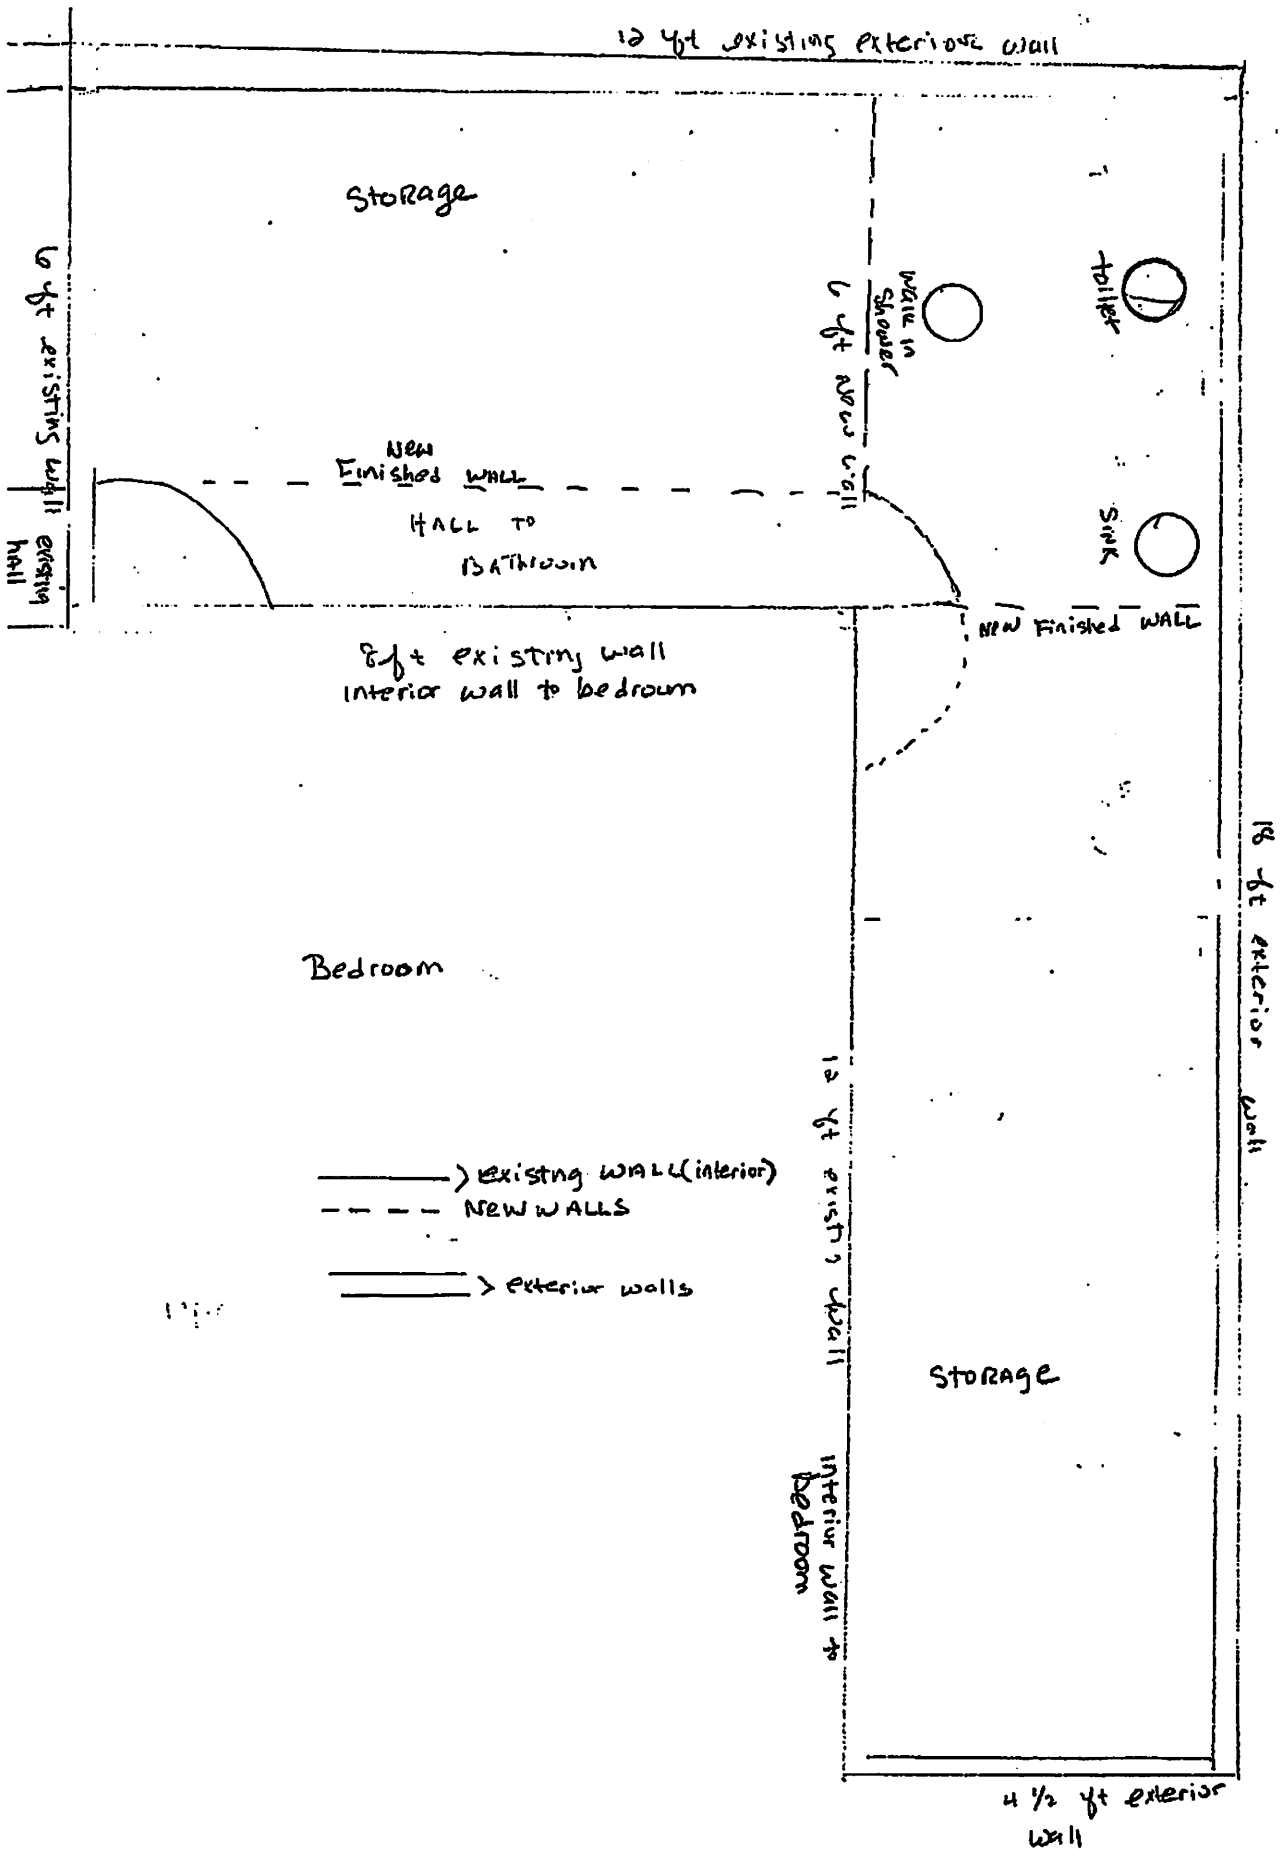 12 ft existing exterior wall
Storage
toilet
Walk in
Shower
6 ft existing wall
6 ft New wall
New
Finished WALL
HALL TO
BAThroom
SINK
existing
hall
New Finished WALL
8 ft existing wall
interior wall to bedroom
18 ft exterior wall
Bedroom
12 ft existing wall
interior wall to
bedroom
existing WALL (interior)
NEW WALLS
exterior walls
Storage
4 1/2 ft exterior
wall